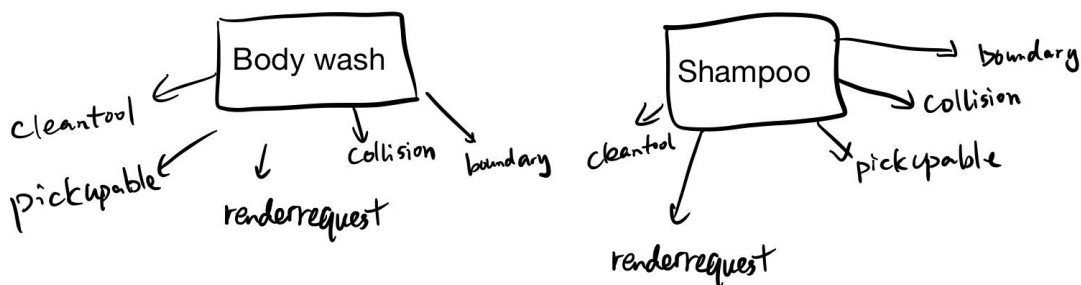 Body wash
cleantool
pickupable
renderrequest
collision
boundary
Shampoo
boundary
collision
pickupable
cleantool
renderrequest